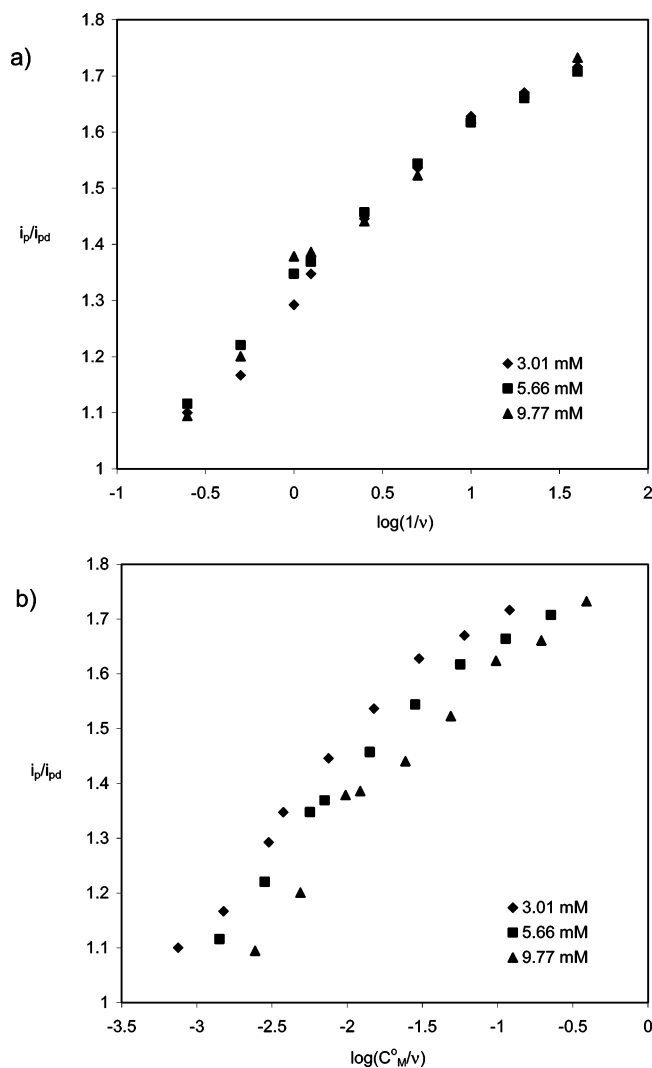 a)
1.8
1.7
1.6
1.5
1.4
1.3
1.2
1.1
1
i_p/i_pd
◆ 3.01 mM
■ 5.66 mM
▲ 9.77 mM
-1 -0.5 0 0.5 1 1.5 2
log(1/ν)
b)
1.8
1.7
1.6
1.5
1.4
1.3
1.2
1.1
1
i_p/i_pd
◆ 3.01 mM
■ 5.66 mM
▲ 9.77 mM
-3.5 -3 -2.5 -2 -1.5 -1 -0.5 0
log(C°_M/ν)